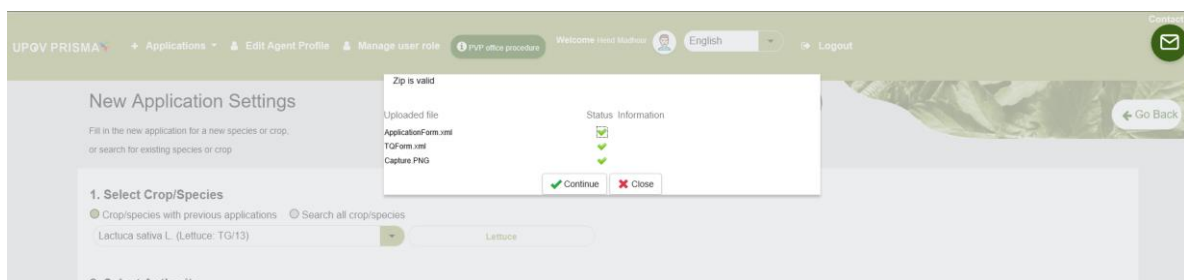 Contact
UPOV PRISMA + Applications Edit Agent Profile Manage user role PVP office procedure Welcome English Logout
Zip is valid
New Application Settings
Go Back
Uploaded file Status Information
Fill in the new application for a new species or crop,
or search for existing species or crop
ApplicationForm.xml
TQForm.xml
Capture.PNG
Continue Close
1. Select Crop/Species
Crop/species with previous applications Search all crop/species
Lactuca sativa L. (Lettuce: TG/13) Lettuce